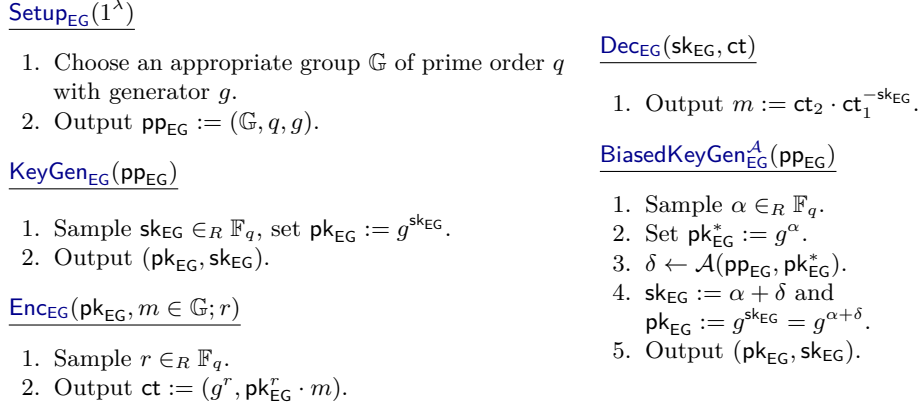 Setup_EG(1^λ)
1. Choose an appropriate group 𝔾 of prime order q
with generator g.
2. Output pp_EG := (𝔾, q, g).
KeyGen_EG(pp_EG)
1. Sample sk_EG ∈_R 𝔽_q, set pk_EG := g^{sk_EG}.
2. Output (pk_EG, sk_EG).
Enc_EG(pk_EG, m ∈ 𝔾; r)
1. Sample r ∈_R 𝔽_q.
2. Output ct := (g^r, pk_EG^r · m).
Dec_EG(sk_EG, ct)
1. Output m := ct_2 · ct_1^{-sk_EG}.
BiasedKeyGen_EG^𝒜(pp_EG)
1. Sample α ∈_R 𝔽_q.
2. Set pk*_EG := g^α.
3. δ ← 𝒜(pp_EG, pk*_EG).
4. sk_EG := α + δ and
pk_EG := g^{sk_EG} = g^{α+δ}.
5. Output (pk_EG, sk_EG).